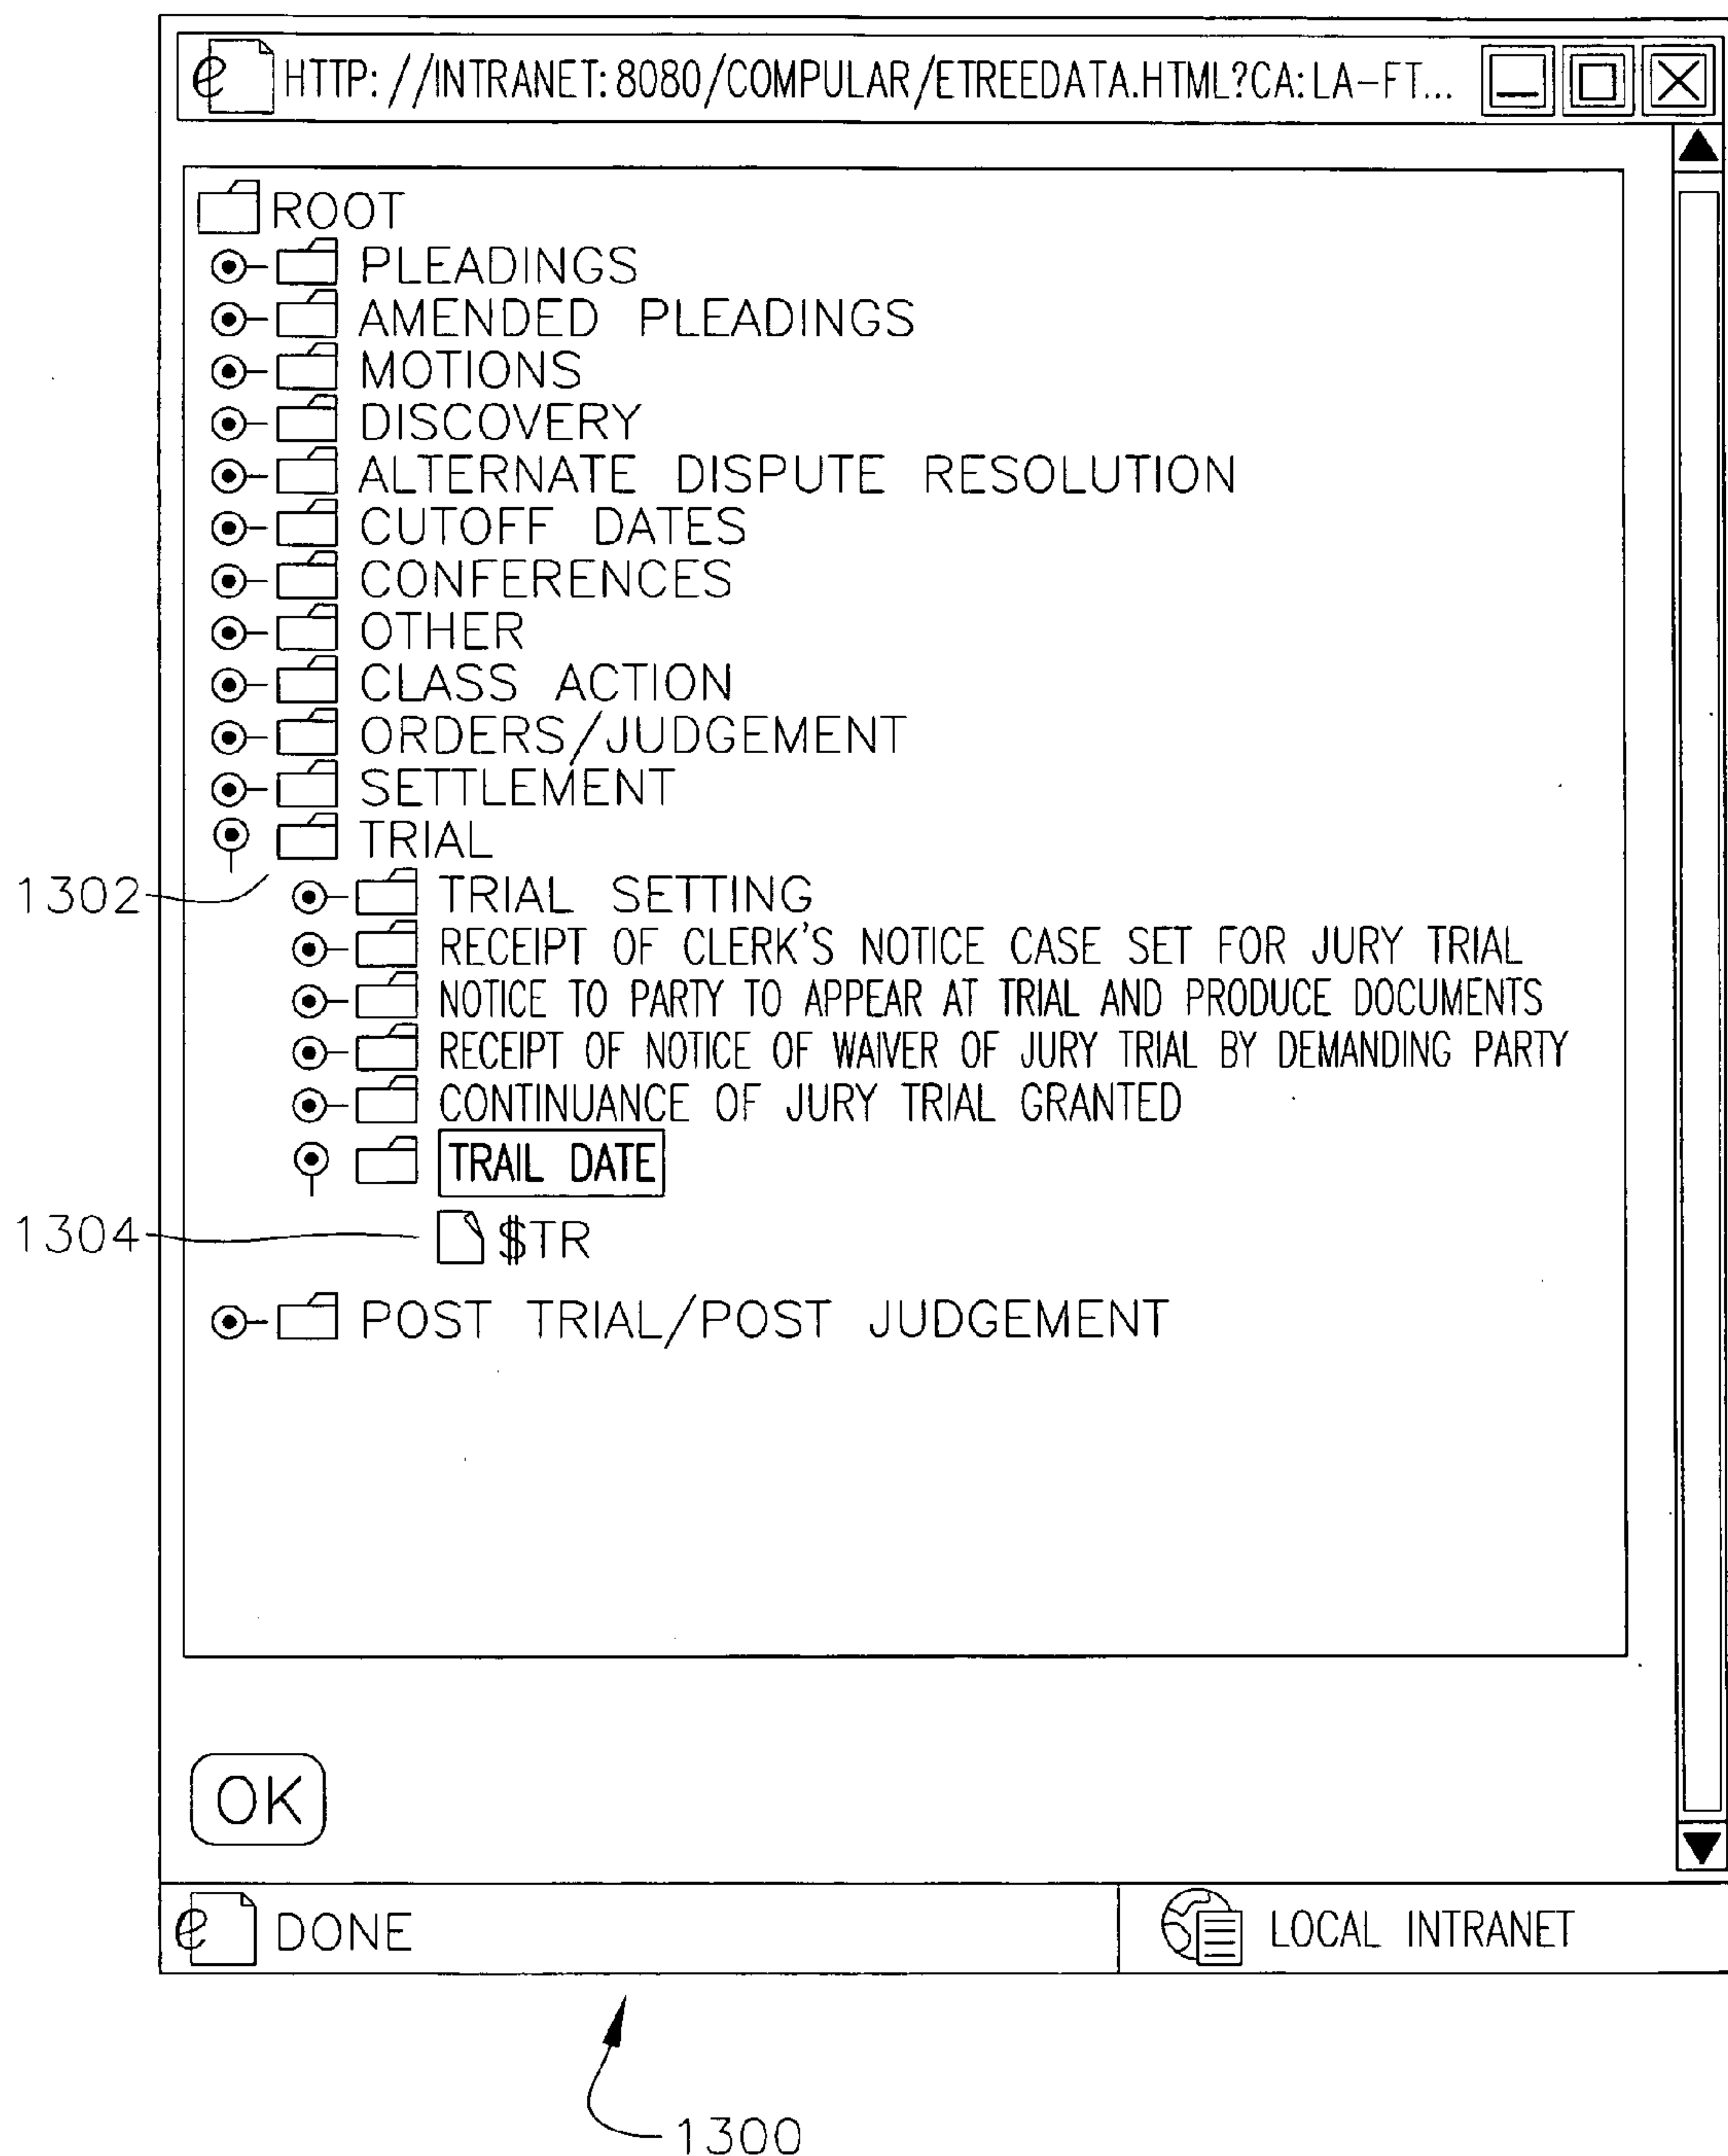 HTTP://INTRANET:8080/COMPULAR/ETREEDATA.HTML?CA:LA-FT...
ROOT
PLEADINGS
AMENDED PLEADINGS
MOTIONS
DISCOVERY
ALTERNATE DISPUTE RESOLUTION
CUTOFF DATES
CONFERENCES
OTHER
CLASS ACTION
ORDERS/JUDGEMENT
SETTLEMENT
TRIAL
1302
TRIAL SETTING
RECEIPT OF CLERK'S NOTICE CASE SET FOR JURY TRIAL
NOTICE TO PARTY TO APPEAR AT TRIAL AND PRODUCE DOCUMENTS
RECEIPT OF NOTICE OF WAIVER OF JURY TRIAL BY DEMANDING PARTY
CONTINUANCE OF JURY TRIAL GRANTED
TRAIL DATE
1304
$TR
POST TRIAL/POST JUDGEMENT
OK
DONE
LOCAL INTRANET
1300